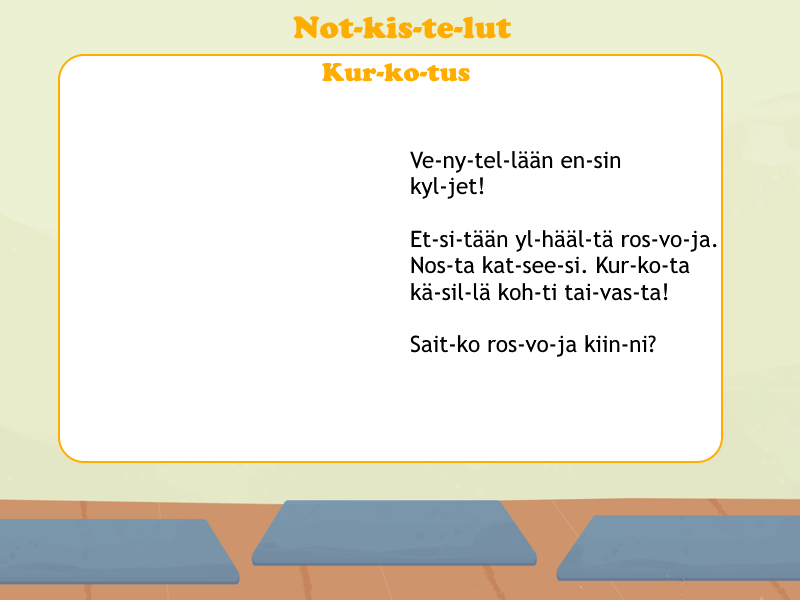 Not-kis-te-lut
Kur-ko-tus
Ve-ny-tel-lään en-sin
kyl-jet!
Et-si-tään yl-hääl-tä ros-vo-ja.
Nos-ta kat-see-si. Kur-ko-ta
kä-sil-lä koh-ti tai-vas-ta!
Sait-ko ros-vo-ja kiin-ni?